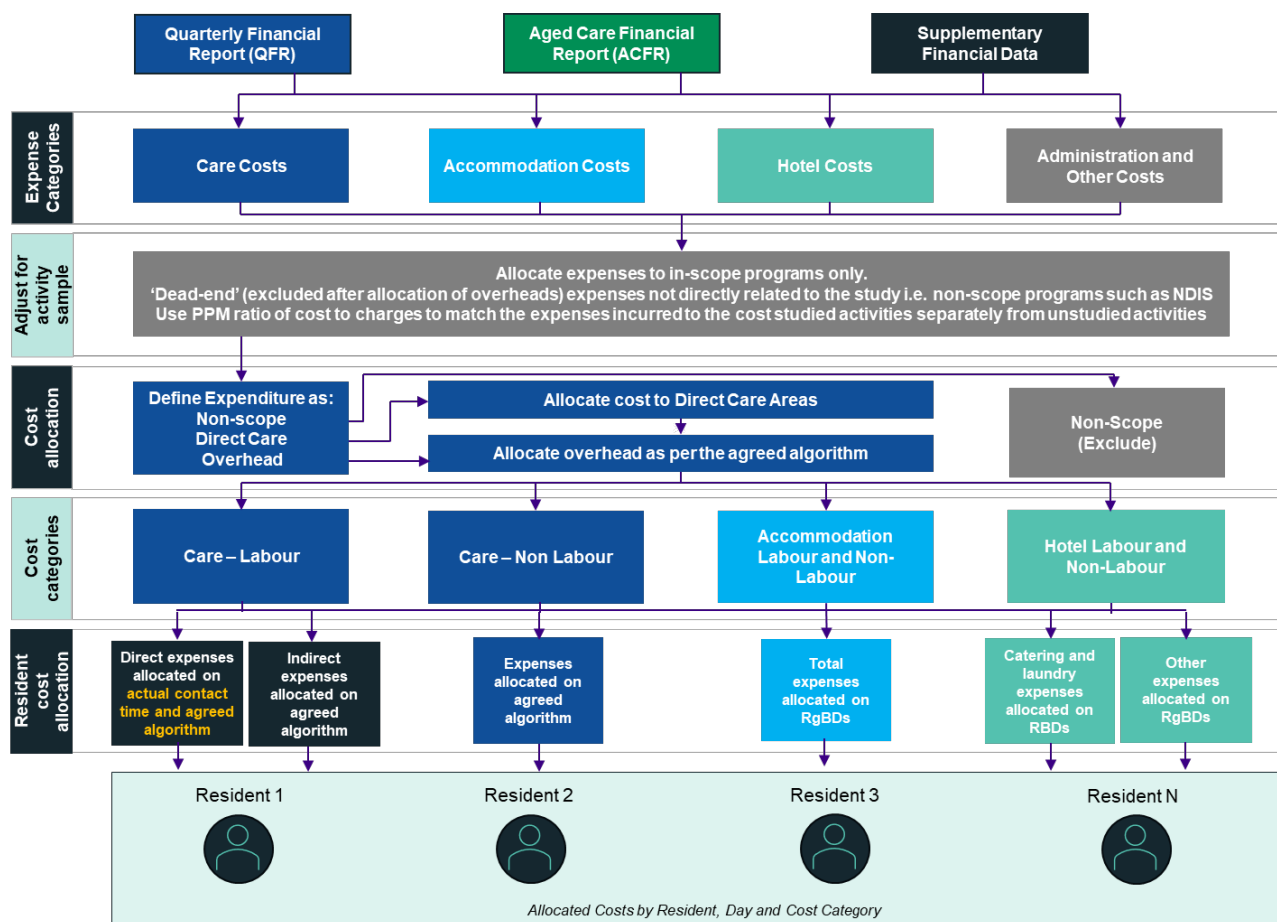 Quarterly Financial
Report (QFR)
Aged Care Financial
Report (ACFR)
Supplementary
Financial Data
Expense
Categories
Care Costs
Accommodation Costs
Hotel Costs
Administration and
Other Costs
Adjust for
activity
sample
Allocate expenses to in-scope programs only.
'Dead-end' (excluded after allocation of overheads) expenses not directly related to the study i.e. non-scope programs such as NDIS
Use PPM ratio of cost to charges to match the expenses incurred to the cost studied activities separately from unstudied activities
Cost
allocation
Define Expenditure as:
Non-scope
Direct Care
Overhead
Allocate cost to Direct Care Areas
Allocate overhead as per the agreed algorithm
Non-Scope
(Exclude)
Cost
categories
Care – Labour
Care – Non Labour
Accommodation
Labour and Non-
Labour
Hotel Labour and
Non-Labour
Resident
cost
allocation
Direct expenses
allocated on
actual contact
time and agreed
algorithm
Indirect
expenses
allocated on
agreed
algorithm
Expenses
allocated on
agreed
algorithm
Total
expenses
allocated on
RgBDs
Catering and
laundry
expenses
allocated on
RBDs
Other
expenses
allocated on
RgBDs
Resident 1
Resident 2
Resident 3
Resident N
Allocated Costs by Resident, Day and Cost Category